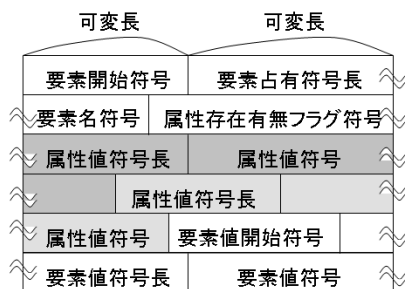 可変長 可変長
要素開始符号 要素占有符号長
要素名符号 属性存在有無フラグ符号
属性値符号長 属性値符号
属性値符号長
属性値符号 要素値開始符号
要素値符号長 要素値符号